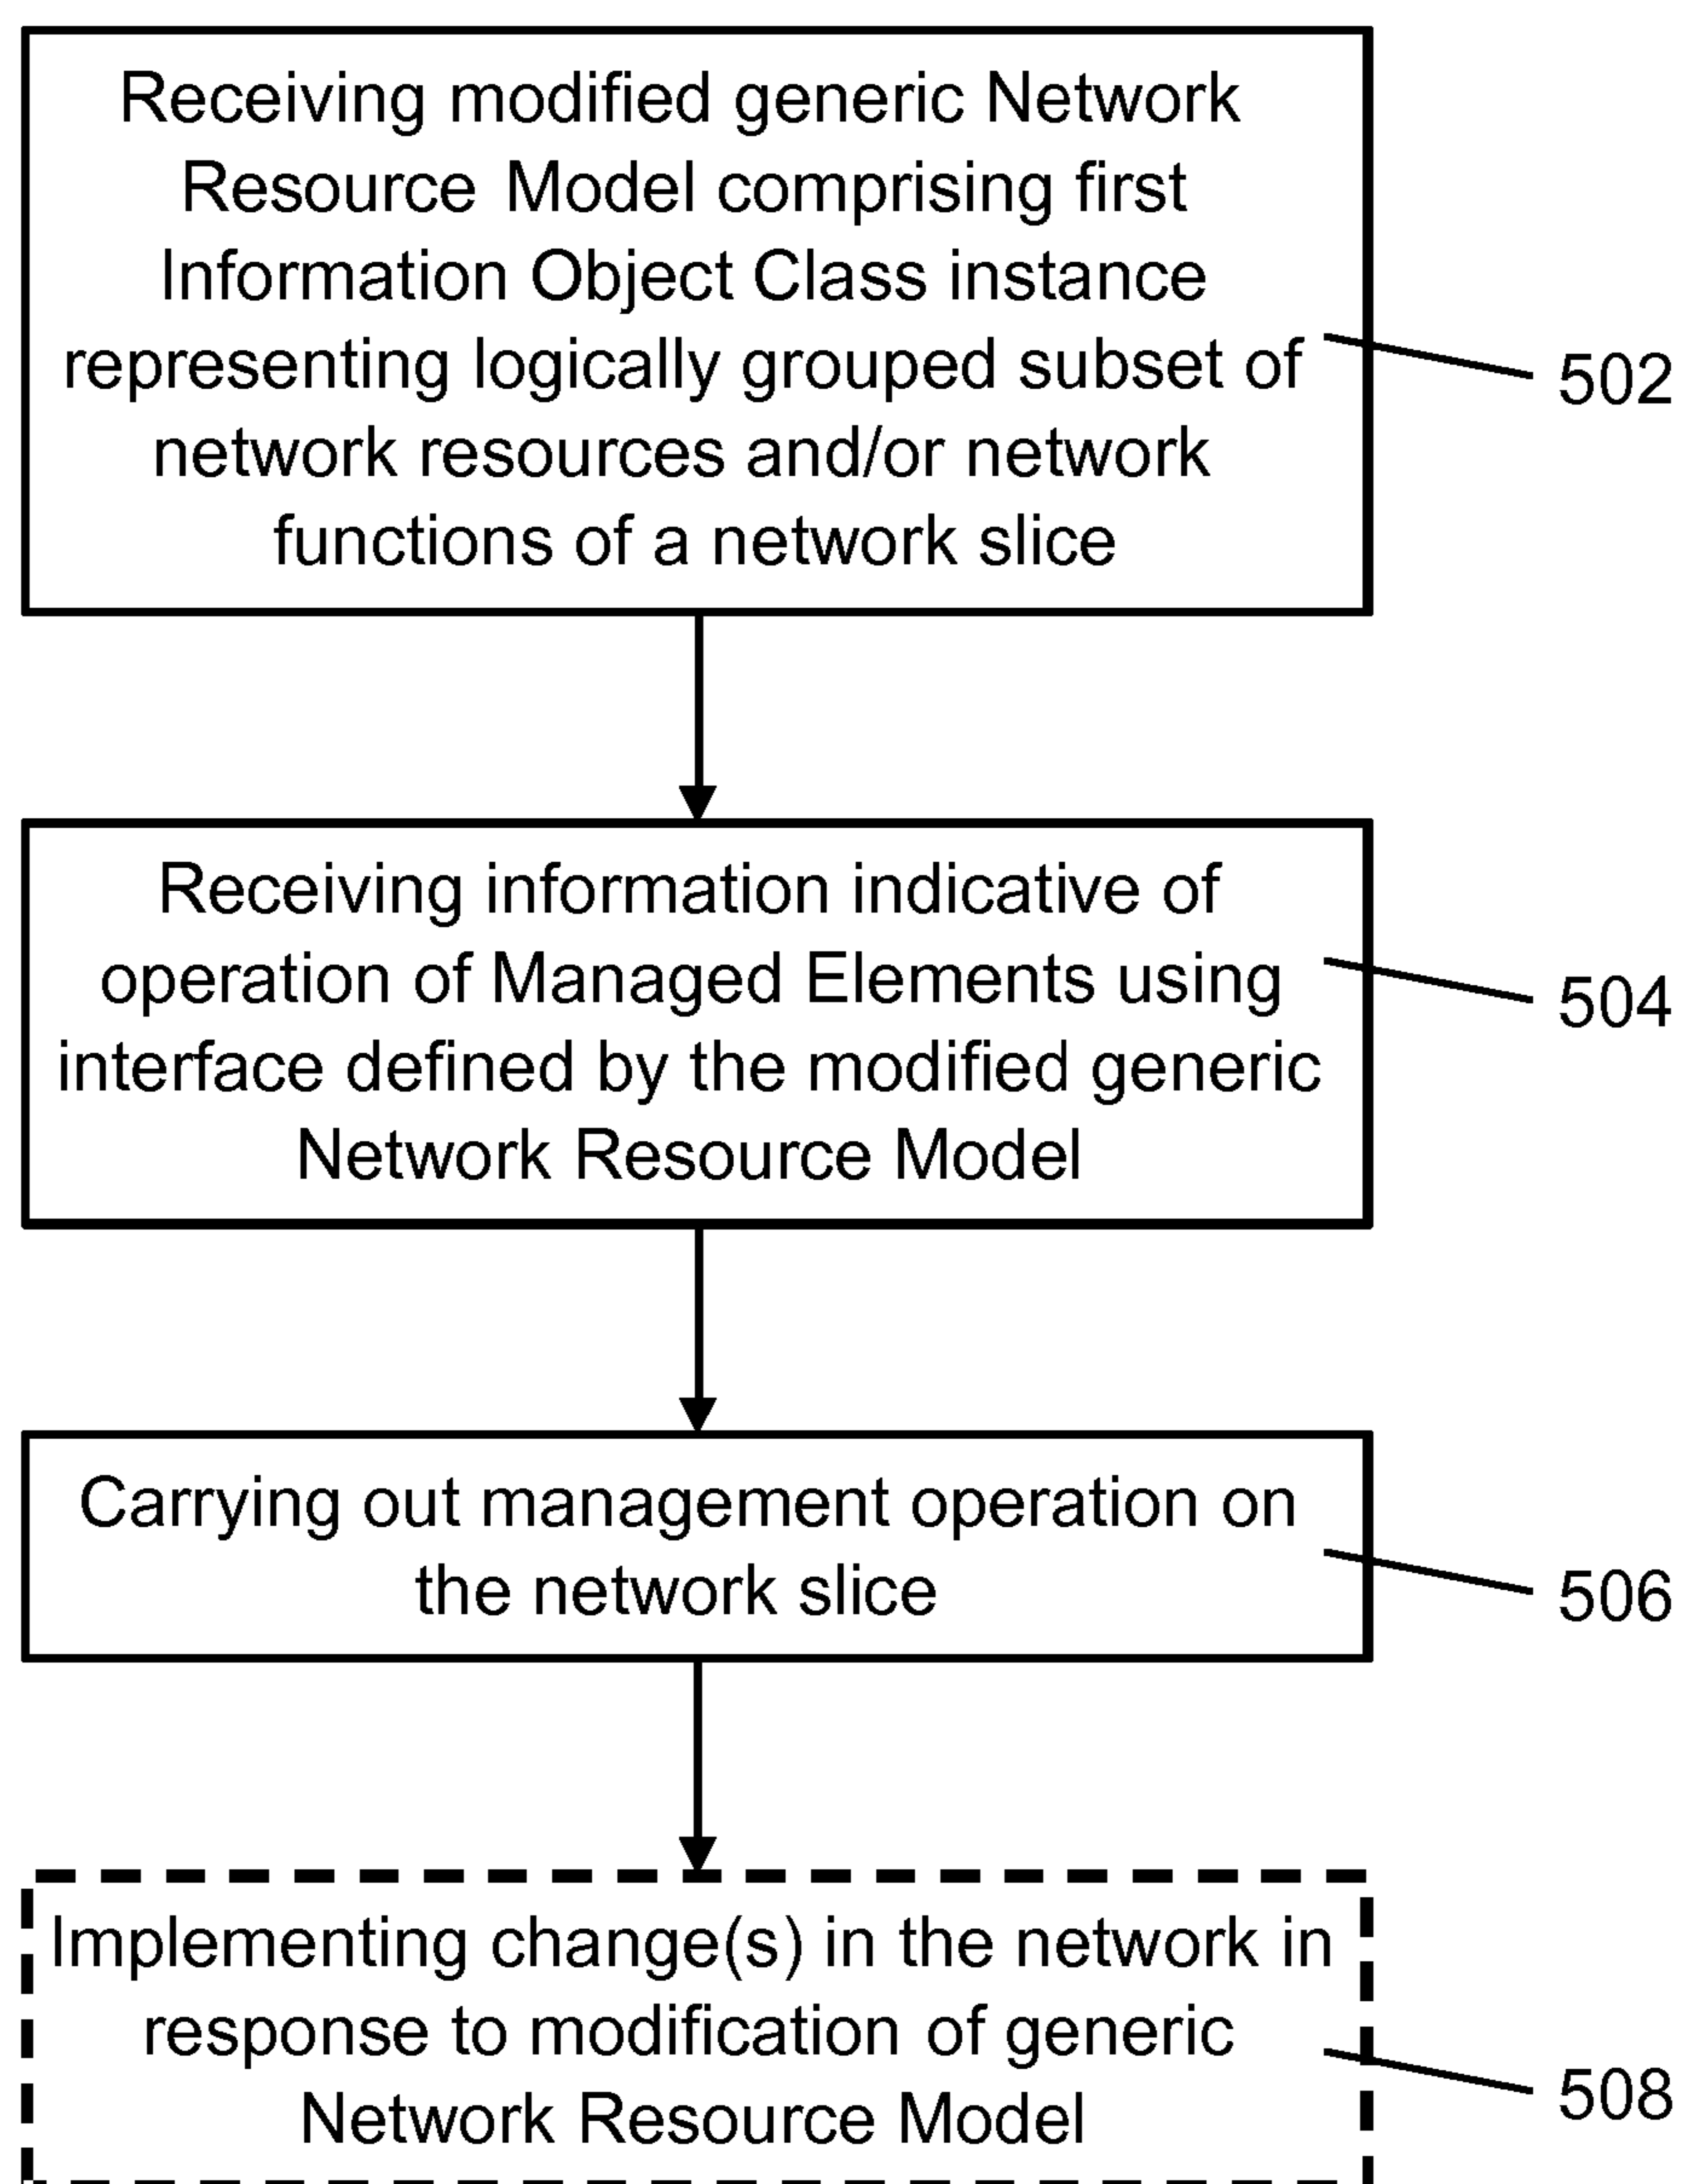 Receiving modified generic Network
Resource Model comprising first
Information Object Class instance
representing logically grouped subset of
network resources and/or network
functions of a network slice
502
Receiving information indicative of
operation of Managed Elements using
interface defined by the modified generic
Network Resource Model
504
Carrying out management operation on
the network slice
506
Implementing change(s) in the network in
response to modification of generic
Network Resource Model
508